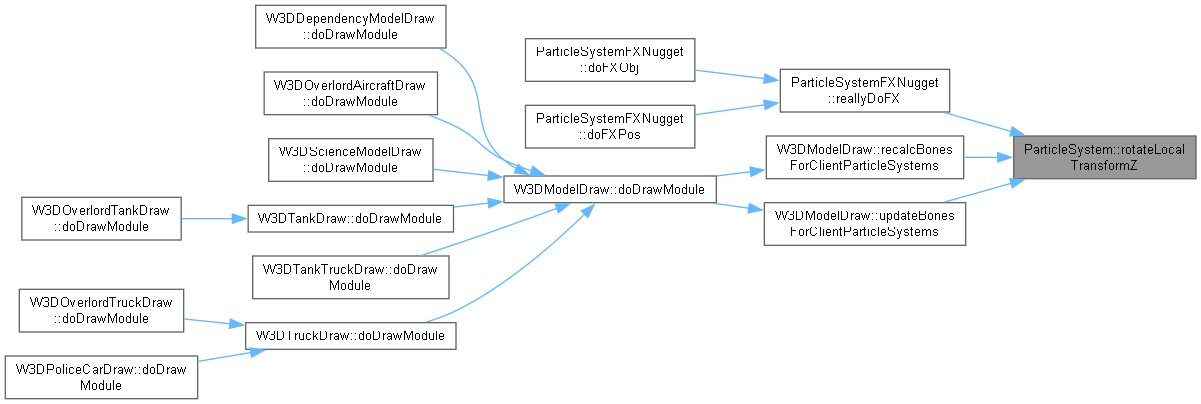 W3DDependencyModelDraw
::doDrawModule
W3DOverlordAircraftDraw
::doDrawModule
W3DScienceModelDraw
::doDrawModule
W3DOverlordTankDraw
::doDrawModule
W3DTankDraw::doDrawModule
W3DTankTruckDraw::doDraw
Module
W3DOverlordTruckDraw
::doDrawModule
W3DTruckDraw::doDrawModule
W3DPoliceCarDraw::doDraw
Module
ParticleSystemFXNugget
::doFXObj
ParticleSystemFXNugget
::doFXPos
W3DModelDraw::doDrawModule
ParticleSystemFXNugget
::reallyDoFX
W3DModelDraw::recalcBones
ForClientParticleSystems
W3DModelDraw::updateBones
ForClientParticleSystems
ParticleSystem::rotateLocal
TransformZ